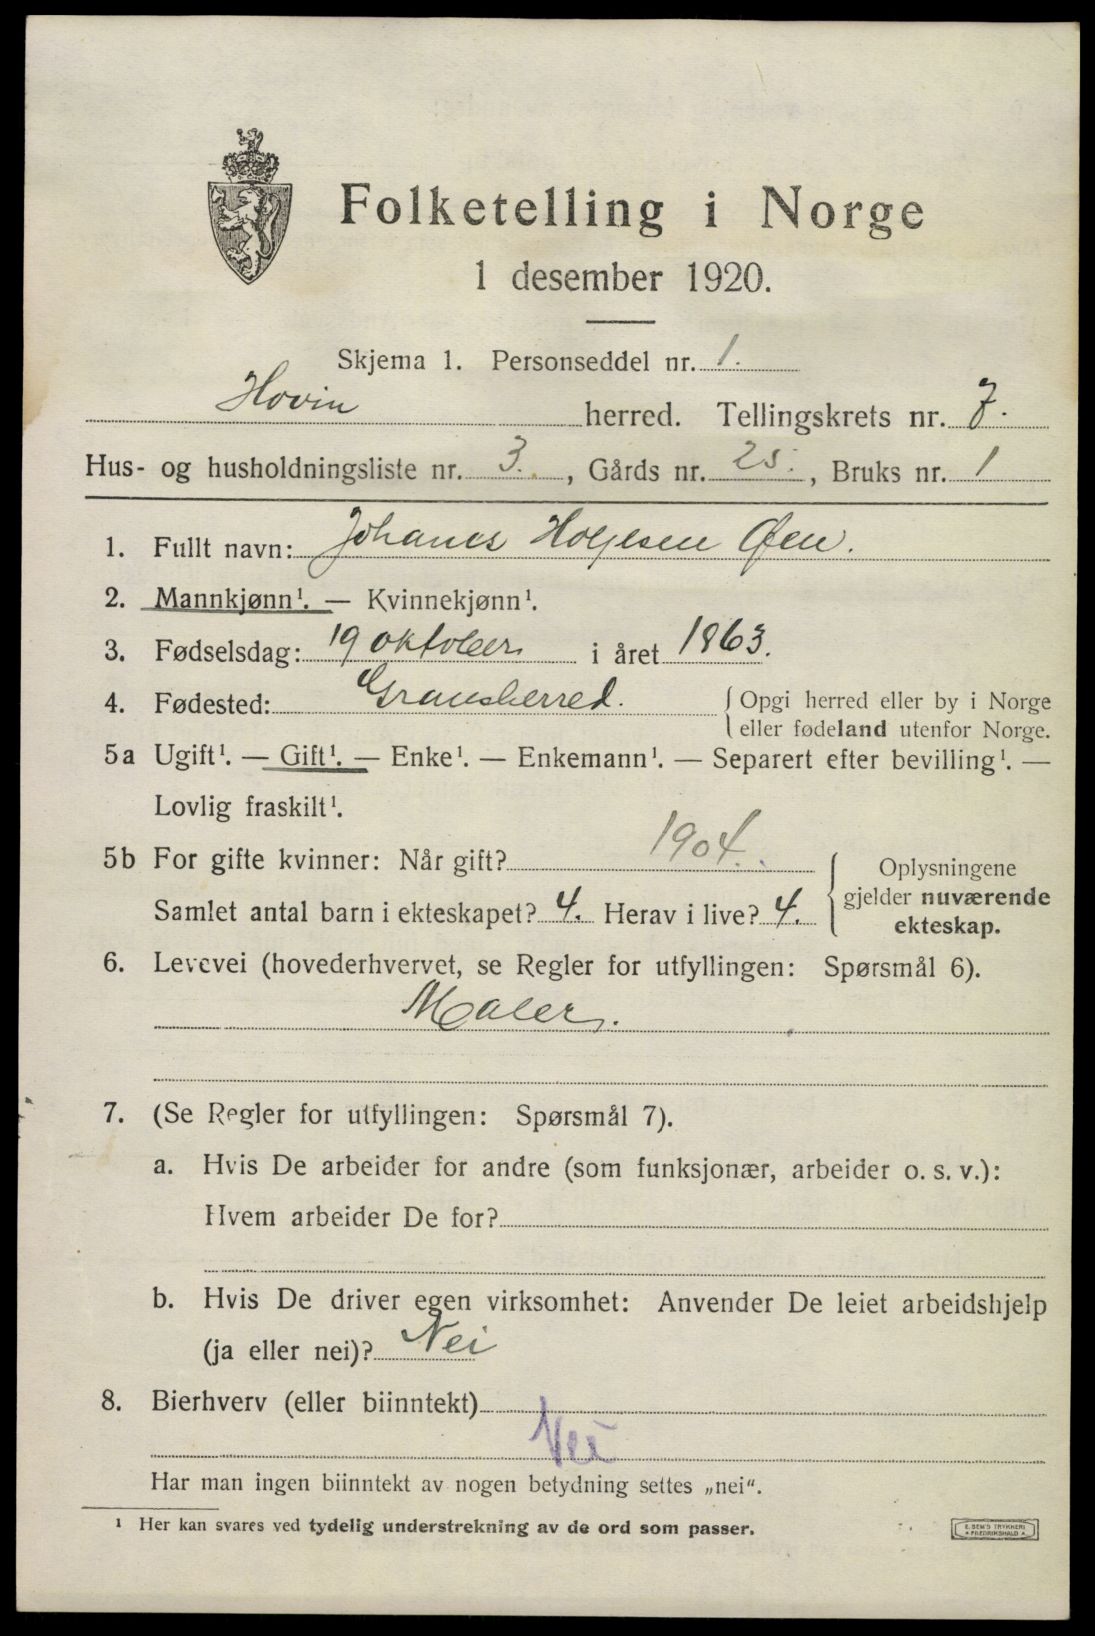 Folketelling i Norge
1 desember 1920.
Skjema 1. Personseddel nr. 1.
Hovin herred. Tellingskrets nr. 7.
Hus- og husholdningsliste nr. 3., Gårds nr. 25., Bruks nr. 1
1. Fullt navn: Johanes Holjesen Øen.
2. Mannkjønn¹. — Kvinnekjønn¹.
3. Fødselsdag: 19 oktober i året 1863.
4. Fødested: Gransherred. { Opgi herred eller by i Norge
eller fødeland utenfor Norge.
5a Ugift¹. — Gift¹. — Enke¹. — Enkemann¹. — Separert efter bevilling¹. —
Lovlig fraskilt¹.
5b For gifte kvinner: Når gift? 1904. { Oplysningene
gjelder nuværende
ekteskap.
Samlet antal barn i ekteskapet? 4. Herav i live? 4.
6. Levevei (hovederhvervet, se Regler for utfyllingen: Spørsmål 6).
Maler.
7. (Se Regler for utfyllingen: Spørsmål 7).
a. Hvis De arbeider for andre (som funksjonær, arbeider o. s. v.):
Hvem arbeider De for?
b. Hvis De driver egen virksomhet: Anvender De leiet arbeidshjelp
(ja eller nei)? Nei
8. Bierhverv (eller biinntekt)
Nei
Har man ingen biinntekt av nogen betydning settes „nei“.
¹ Her kan svares ved tydelig understrekning av de ord som passer.
E. SEM'S TRYKKERI
FREDRIKSHALD